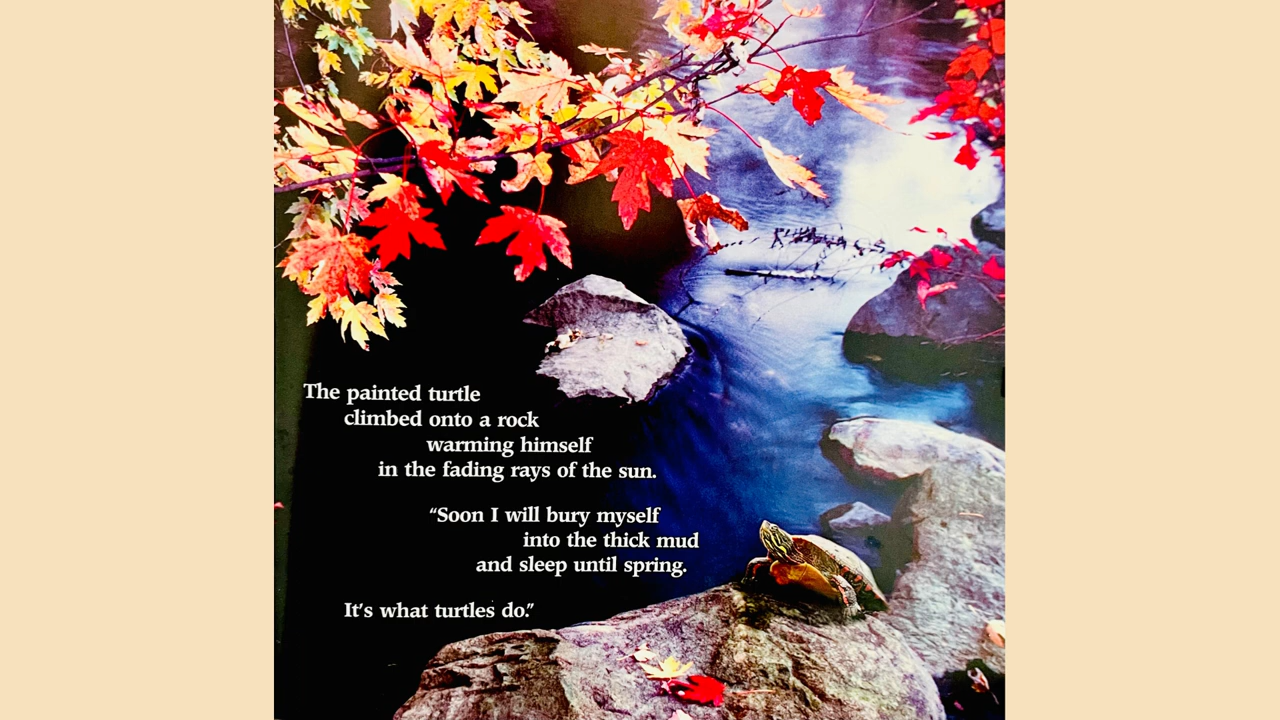 The painted turtle
climbed onto a rock
warming himself
in the fading rays of the sun.
“Soon I will bury myself
into the thick mud
and sleep until spring.
It’s what turtles do.”